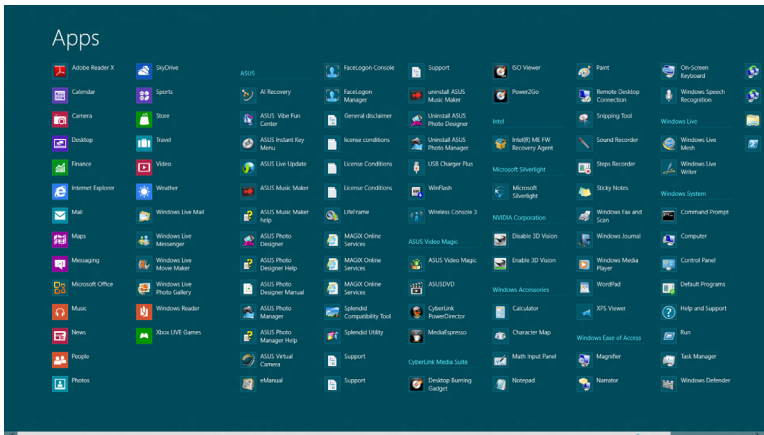 Apps
Adobe Reader X
Calendar
Camera
Desktop
Finance
Internet Explorer
Mail
Maps
Messaging
Microsoft Office
Music
News
People
Photos
SkyDrive
Sports
Store
Travel
Video
Weather
Windows Live Mail
Windows Live
Messenger
Windows Live
Movie Maker
Windows Live
Photo Gallery
Windows Reader
Xbox LIVE Games
ASUS
AI Recovery
ASUS Vibe Fun
Center
ASUS Instant Key
Menu
ASUS Live Update
ASUS Music Maker
ASUS Music Maker
help
ASUS Photo
Designer
ASUS Photo
Designer Help
ASUS Photo
Designer Manual
ASUS Photo
Manager
ASUS Photo
Manager Help
ASUS Virtual
Camera
eManual
FaceLogon Console
FaceLogon
Manager
General disclaimer
license conditions
License Conditions
License Conditions
LifeFrame
MAGIX Online
Services
MAGIX Online
Services
MAGIX Online
Services
Splendid
Compatibility Tool
Splendid Utility
Support
Support
Support
uninstall ASUS
Music Maker
Uninstall ASUS
Photo Designer
Uninstall ASUS
Photo Manager
USB Charger Plus
WinFlash
Wireless Console 3
ASUS Video Magic
ASUS Video Magic
ASUSDVD
CyberLink
PowerDirector
MediaEspresso
CyberLink Media Suite
Desktop Burning
Gadget
ISO Viewer
Power2Go
Intel
Intel(R) ME FW
Recovery Agent
Microsoft Silverlight
Microsoft
Silverlight
NVIDIA Corporation
Disable 3D Vision
Enable 3D Vision
Windows Accessories
Calculator
Character Map
Math Input Panel
Notepad
Paint
Remote Desktop
Connection
Snipping Tool
Sound Recorder
Steps Recorder
Sticky Notes
Windows Fax and
Scan
Windows Journal
Windows Media
Player
WordPad
XPS Viewer
Windows Ease of Access
Magnifier
Narrator
On-Screen
Keyboard
Windows Speech
Recognition
Windows Live
Windows Live
Mesh
Windows Live
Writer
Windows System
Command Prompt
Computer
Control Panel
Default Programs
Help and Support
Run
Task Manager
Windows Defender